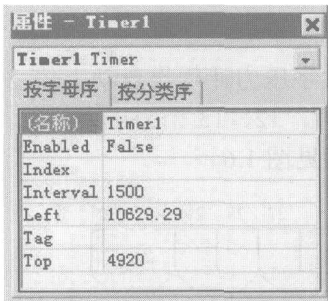 属性 - Timer1
Timer1 Timer
按字母序 按分类序
(名称) Timer1
Enabled False
Index
Interval 1500
Left 10629.29
Tag
Top 4920